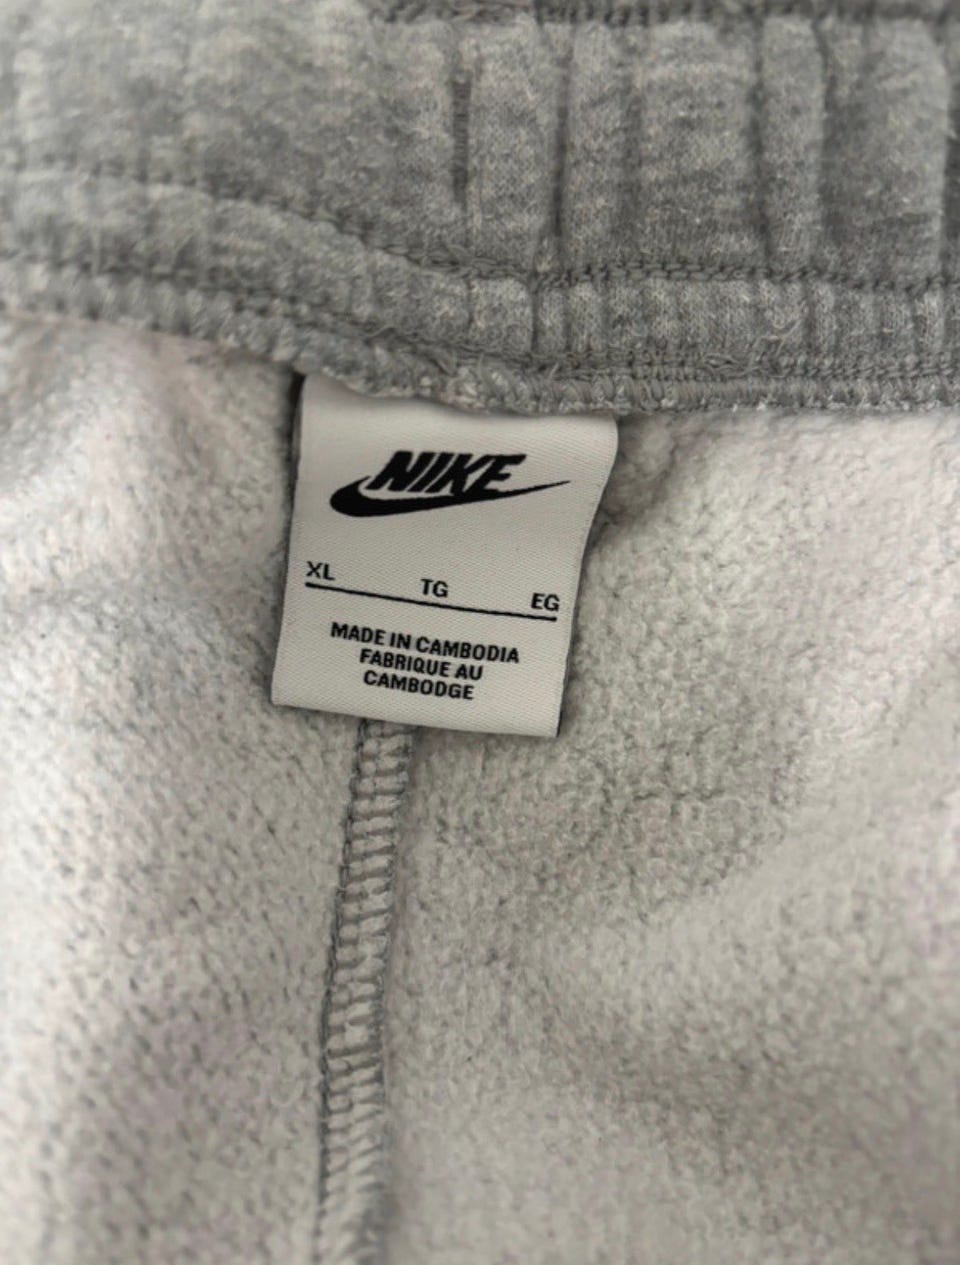 NIKE
XL TG EG
MADE IN CAMBODIA
FABRIQUE AU
CAMBODGE